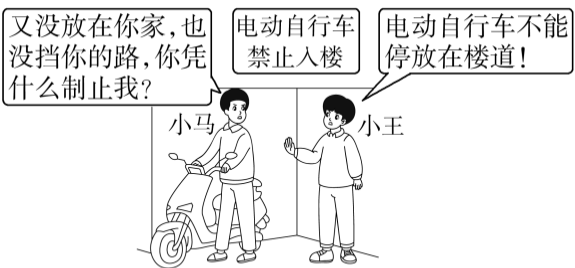 又没放在你家，也
没挡你的路，你凭
什么制止我？
电动自行车
禁止入楼
电动自行车不能
停放在楼道！
小马
小王